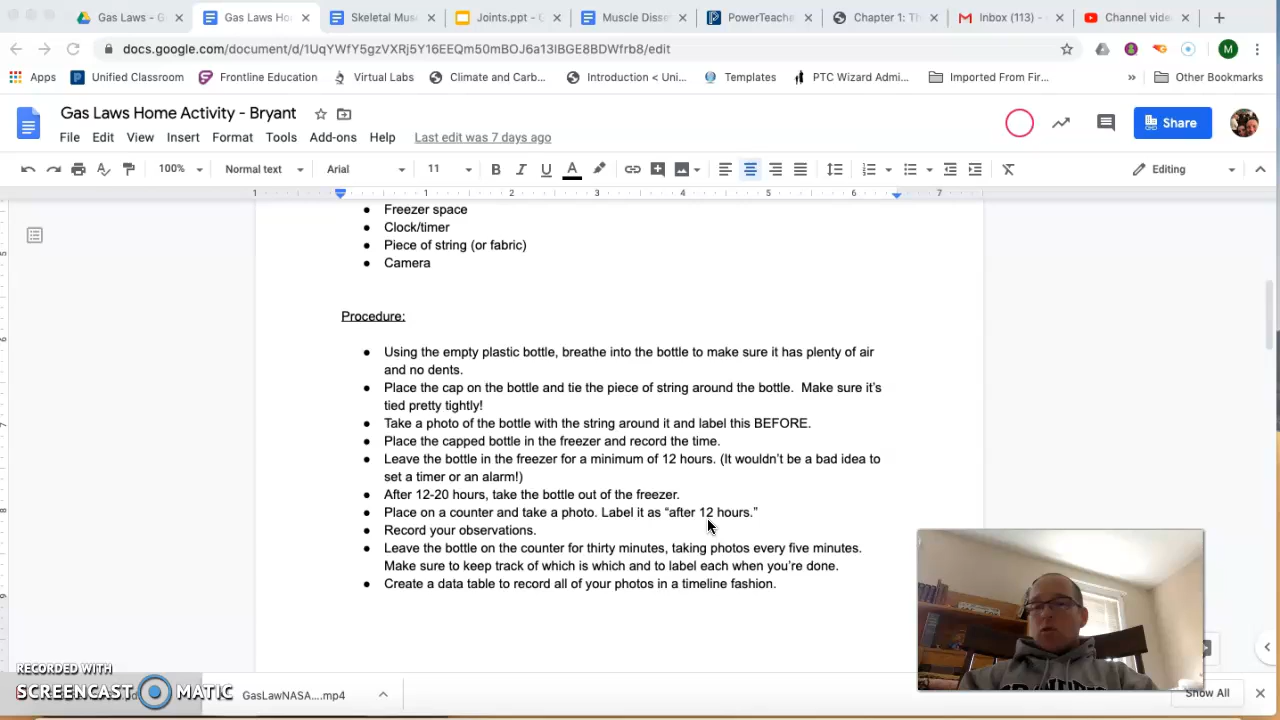 Gas Laws - G
Gas Laws Ho
Skeletal Mus
Joints.ppt - G
Muscle Disse
PowerTeache
Chapter 1: Th
Inbox (113) -
Channel vide
docs.google.com/document/d/1UqYWfY5gzVXRj5Y16EEQm50mBOJ6a13IBGE8BDWfrb8/edit
M
Apps
Unified Classroom
Frontline Education
Virtual Labs
Climate and Carb...
Introduction < Uni...
Templates
PTC Wizard Admi...
Imported From Fir...
»
Other Bookmarks
Gas Laws Home Activity - Bryant
Share
File Edit View Insert Format Tools Add-ons Help Last edit was 7 days ago
100% Normal text Arial 11 B I U A Editing
1 1 2 3 4 5 6 7
● Freezer space
● Clock/timer
● Piece of string (or fabric)
● Camera
Procedure:
● Using the empty plastic bottle, breathe into the bottle to make sure it has plenty of air
and no dents.
● Place the cap on the bottle and tie the piece of string around the bottle. Make sure it's
tied pretty tightly!
● Take a photo of the bottle with the string around it and label this BEFORE.
● Place the capped bottle in the freezer and record the time.
● Leave the bottle in the freezer for a minimum of 12 hours. (It wouldn't be a bad idea to
set a timer or an alarm!)
● After 12-20 hours, take the bottle out of the freezer.
● Place on a counter and take a photo. Label it as “after 12 hours.”
● Record your observations.
● Leave the bottle on the counter for thirty minutes, taking photos every five minutes.
Make sure to keep track of which is which and to label each when you're done.
● Create a data table to record all of your photos in a timeline fashion.
RECORDED WITH
SCREENCAST MATIC
GasLawNASA....mp4
Show All